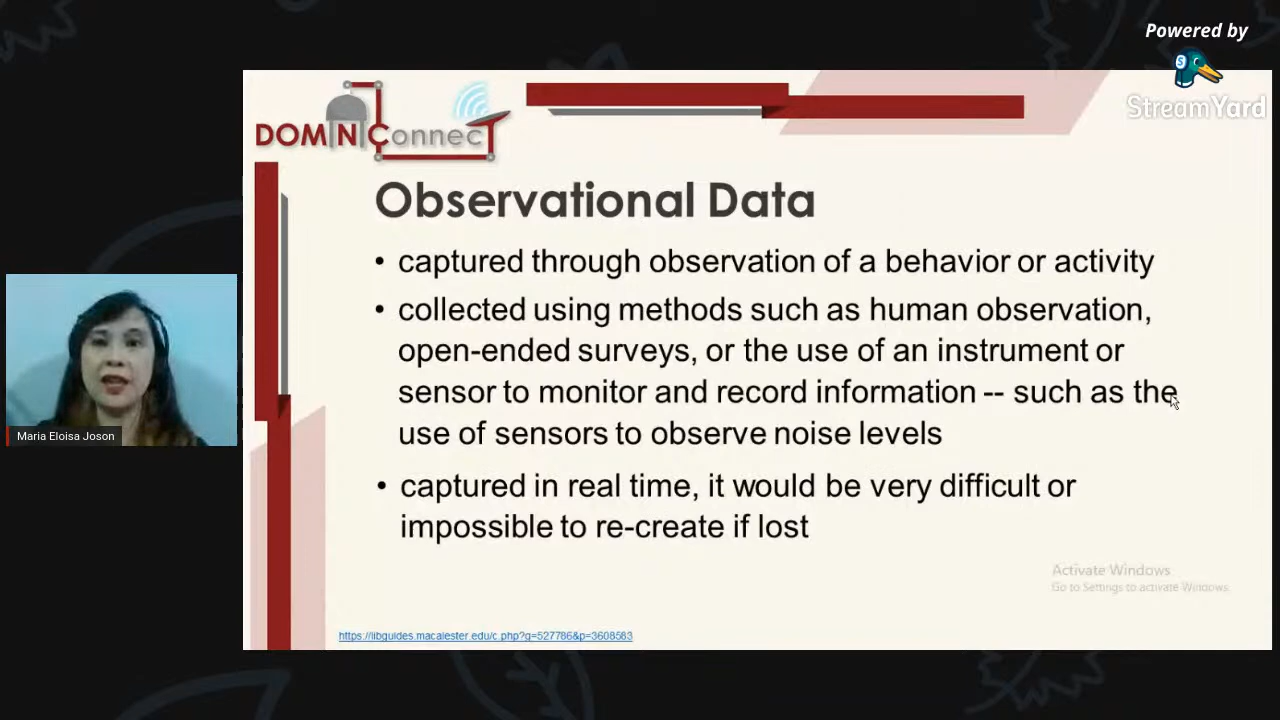 Powered by
StreamYard
DOMINIConnecT
Observational Data
• captured through observation of a behavior or activity
• collected using methods such as human observation,
open-ended surveys, or the use of an instrument or
sensor to monitor and record information -- such as the
use of sensors to observe noise levels
• captured in real time, it would be very difficult or
impossible to re-create if lost
Maria Eloisa Joson
Activate Windows
Go to Settings to activate Windows.
https://libguides.macalester.edu/c.php?g=527786&p=3608583